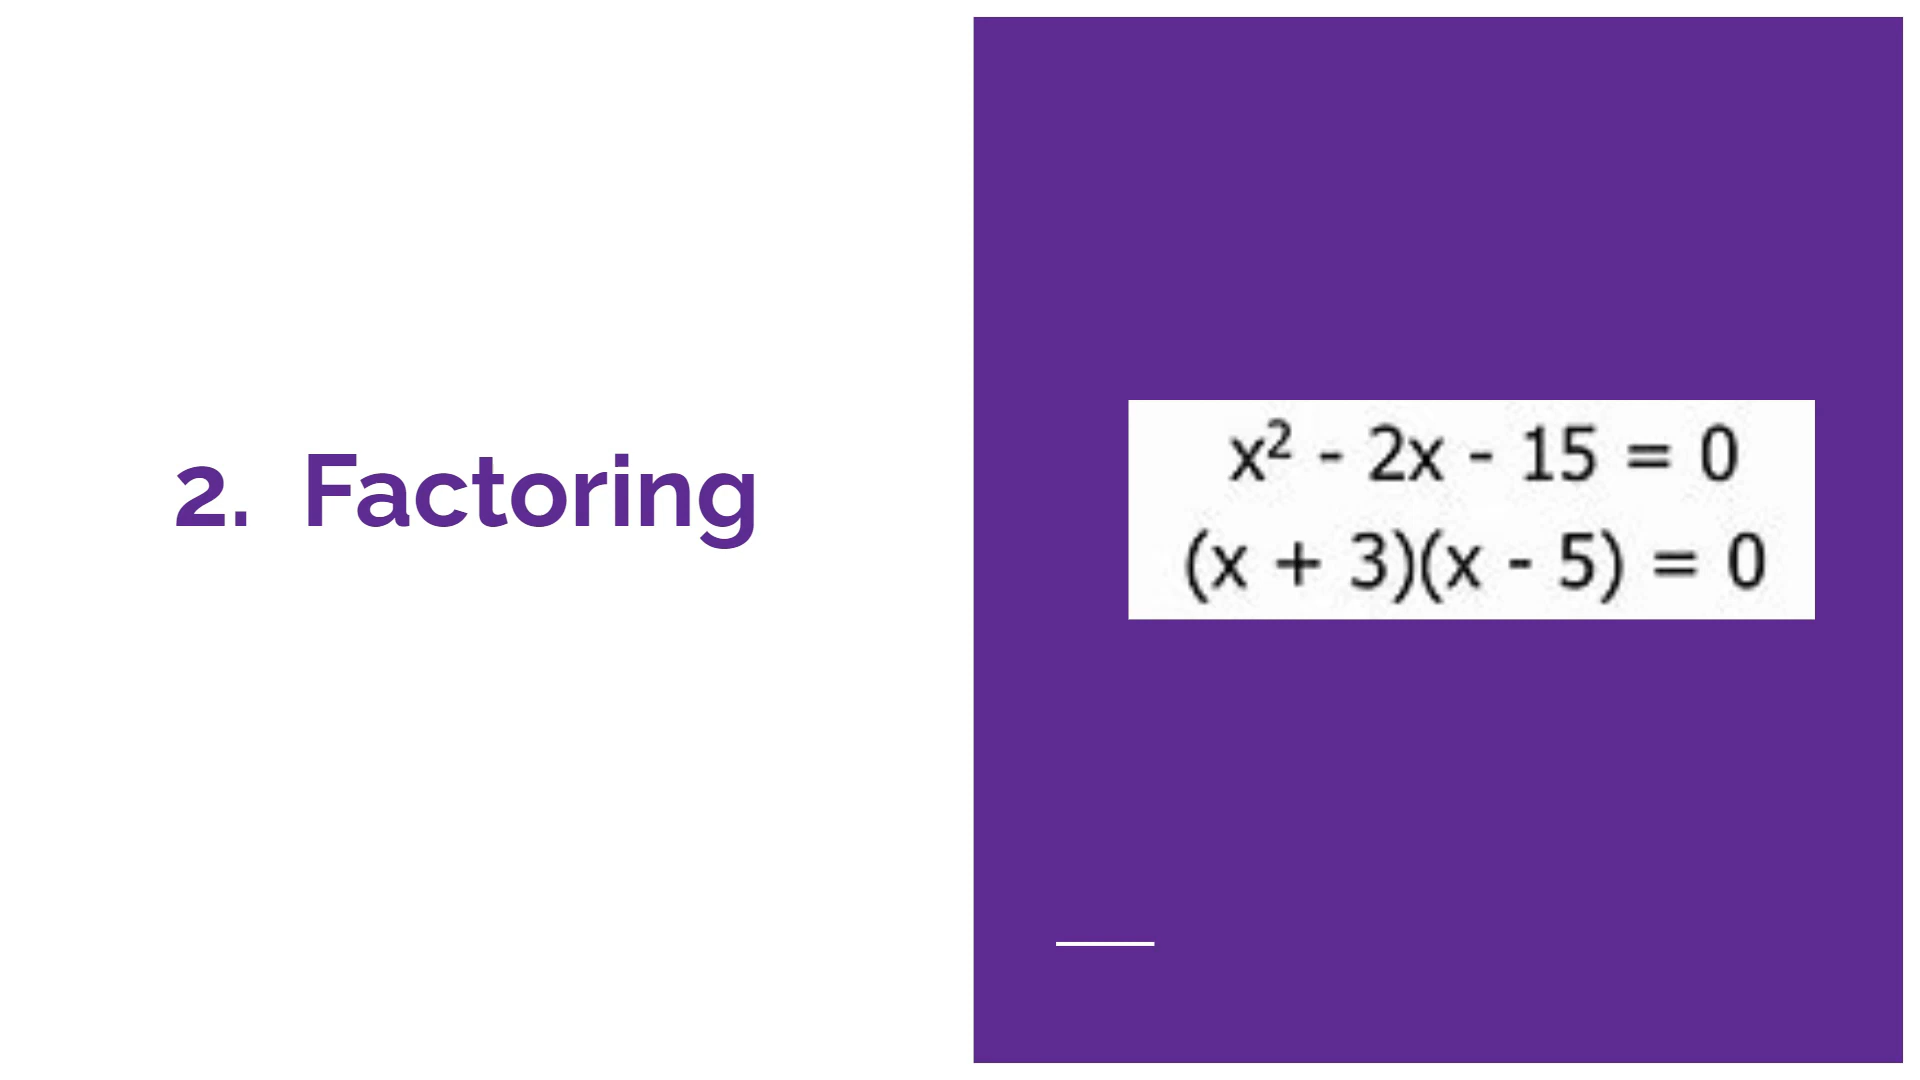 2. Factoring
x² - 2x - 15 = 0
(x + 3)(x - 5) = 0